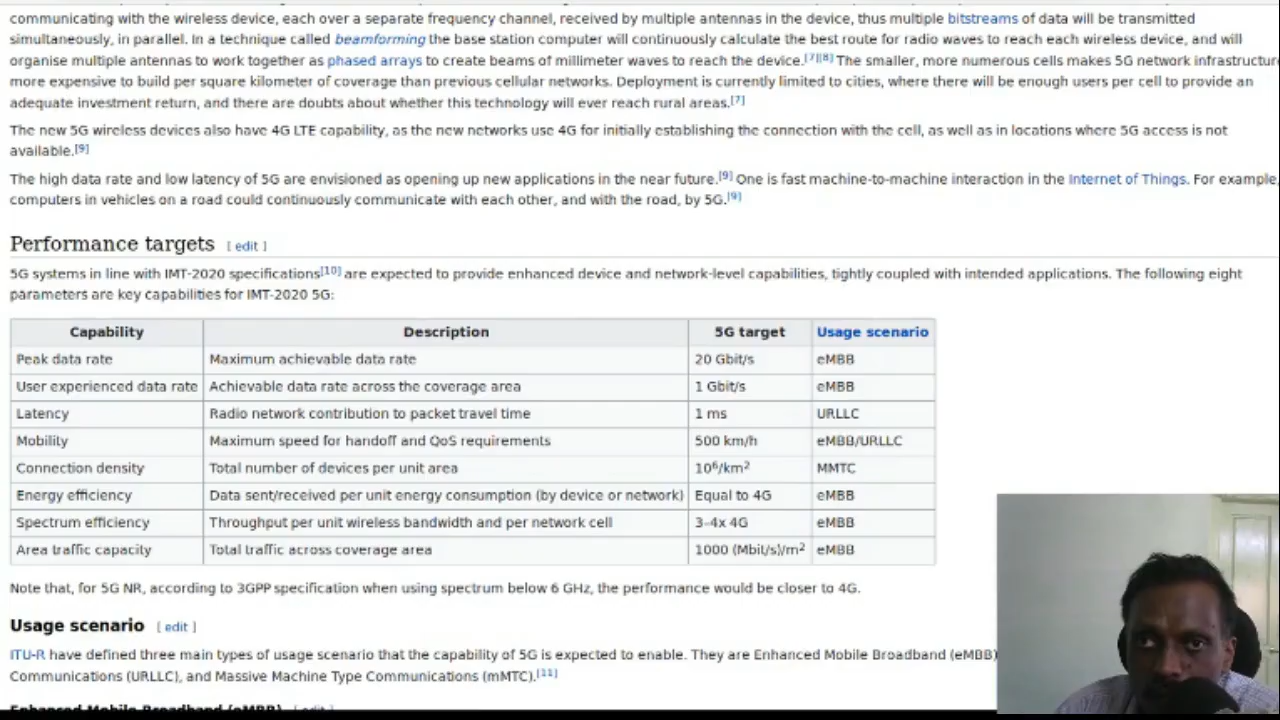 communicating with the wireless device, each over a separate frequency channel, received by multiple antennas in the device, thus multiple bitstreams of data will be transmitted
simultaneously, in parallel. In a technique called beamforming the base station computer will continuously calculate the best route for radio waves to reach each wireless device, and will
organise multiple antennas to work together as phased arrays to create beams of millimeter waves to reach the device.[7][8] The smaller, more numerous cells makes 5G network infrastructure
more expensive to build per square kilometer of coverage than previous cellular networks. Deployment is currently limited to cities, where there will be enough users per cell to provide an
adequate investment return, and there are doubts about whether this technology will ever reach rural areas.[7]
The new 5G wireless devices also have 4G LTE capability, as the new networks use 4G for initially establishing the connection with the cell, as well as in locations where 5G access is not
available.[9]
The high data rate and low latency of 5G are envisioned as opening up new applications in the near future.[9] One is fast machine-to-machine interaction in the Internet of Things. For example,
computers in vehicles on a road could continuously communicate with each other, and with the road, by 5G.[9]
Performance targets [ edit ]
5G systems in line with IMT-2020 specifications[10] are expected to provide enhanced device and network-level capabilities, tightly coupled with intended applications. The following eight
parameters are key capabilities for IMT-2020 5G:
Capability Description 5G target Usage scenario
Peak data rate Maximum achievable data rate 20 Gbit/s eMBB
User experienced data rate Achievable data rate across the coverage area 1 Gbit/s eMBB
Latency Radio network contribution to packet travel time 1 ms URLLC
Mobility Maximum speed for handoff and QoS requirements 500 km/h eMBB/URLLC
Connection density Total number of devices per unit area 10⁶/km² MMTC
Energy efficiency Data sent/received per unit energy consumption (by device or network) Equal to 4G eMBB
Spectrum efficiency Throughput per unit wireless bandwidth and per network cell 3–4x 4G eMBB
Area traffic capacity Total traffic across coverage area 1000 (Mbit/s)/m² eMBB
Note that, for 5G NR, according to 3GPP specification when using spectrum below 6 GHz, the performance would be closer to 4G.
Usage scenario [ edit ]
ITU-R have defined three main types of usage scenario that the capability of 5G is expected to enable. They are Enhanced Mobile Broadband (eMBB)
Communications (URLLC), and Massive Machine Type Communications (mMTC).[11]
Enhanced Mobile Broadband (eMBB) [ edit ]